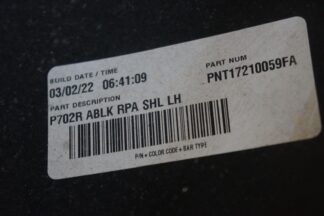 BUILD DATE / TIME
03/02/22 06:41:09
PART NUM
PNT17210059FA
PART DESCRIPTION
P702R ABLK RPA SHL LH
P/N + COLOR CODE + BAR TYPE